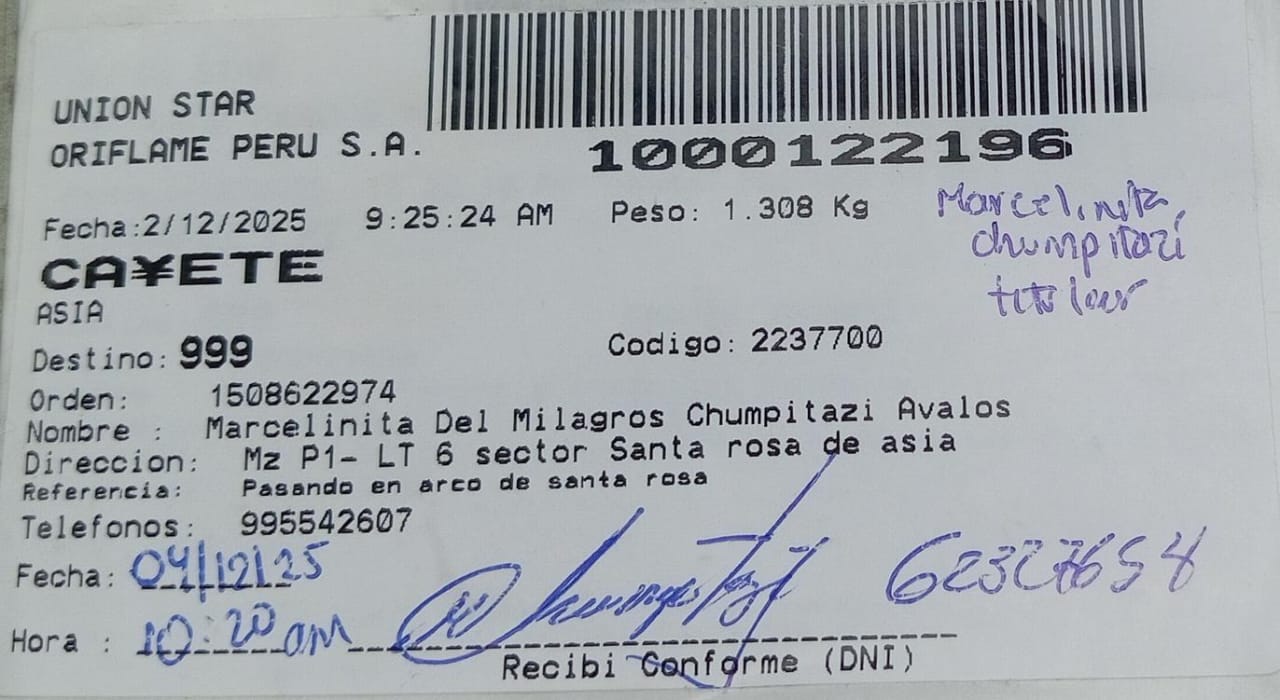 UNION STAR
ORIFLAME PERU S.A.
1000122196
Fecha:2/12/2025 9:25:24 AM Peso: 1.308 Kg
Marcelinita
chumpitazi
titular
CA¥ETE
ASIA
Destino: 999 Codigo: 2237700
Orden: 1508622974
Nombre : Marcelinita Del Milagros Chumpitazi Avalos
Direccion: Mz P1- LT 6 sector Santa rosa de asia
Referencia: Pasando en arco de santa rosa
Telefonos: 995542607
Fecha: 04/12/25
Hora : 10:20 am
Recibi Conforme (DNI)